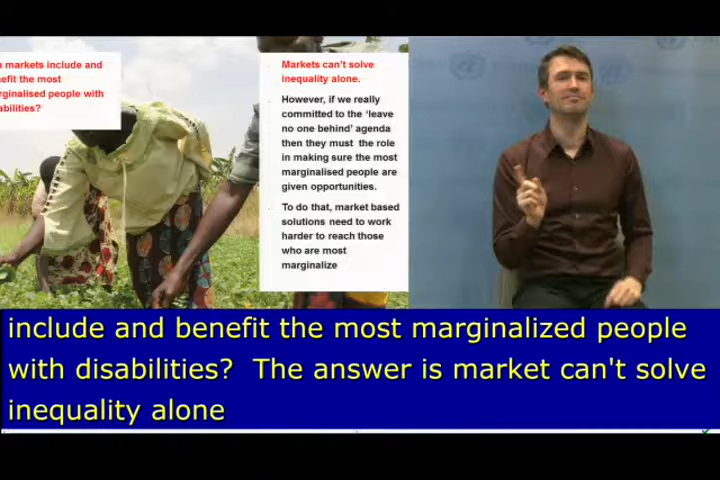 markets include and
efit the most
rginalised people with
abilities?
Markets can't solve
inequality alone.
However, if we really
committed to the 'leave
no one behind' agenda
then they must the role
in making sure the most
marginalised people are
given opportunities.
To do that, market based
solutions need to work
harder to reach those
who are most
marginalize
include and benefit the most marginalized people
with disabilities?  The answer is market can't solve
inequality alone